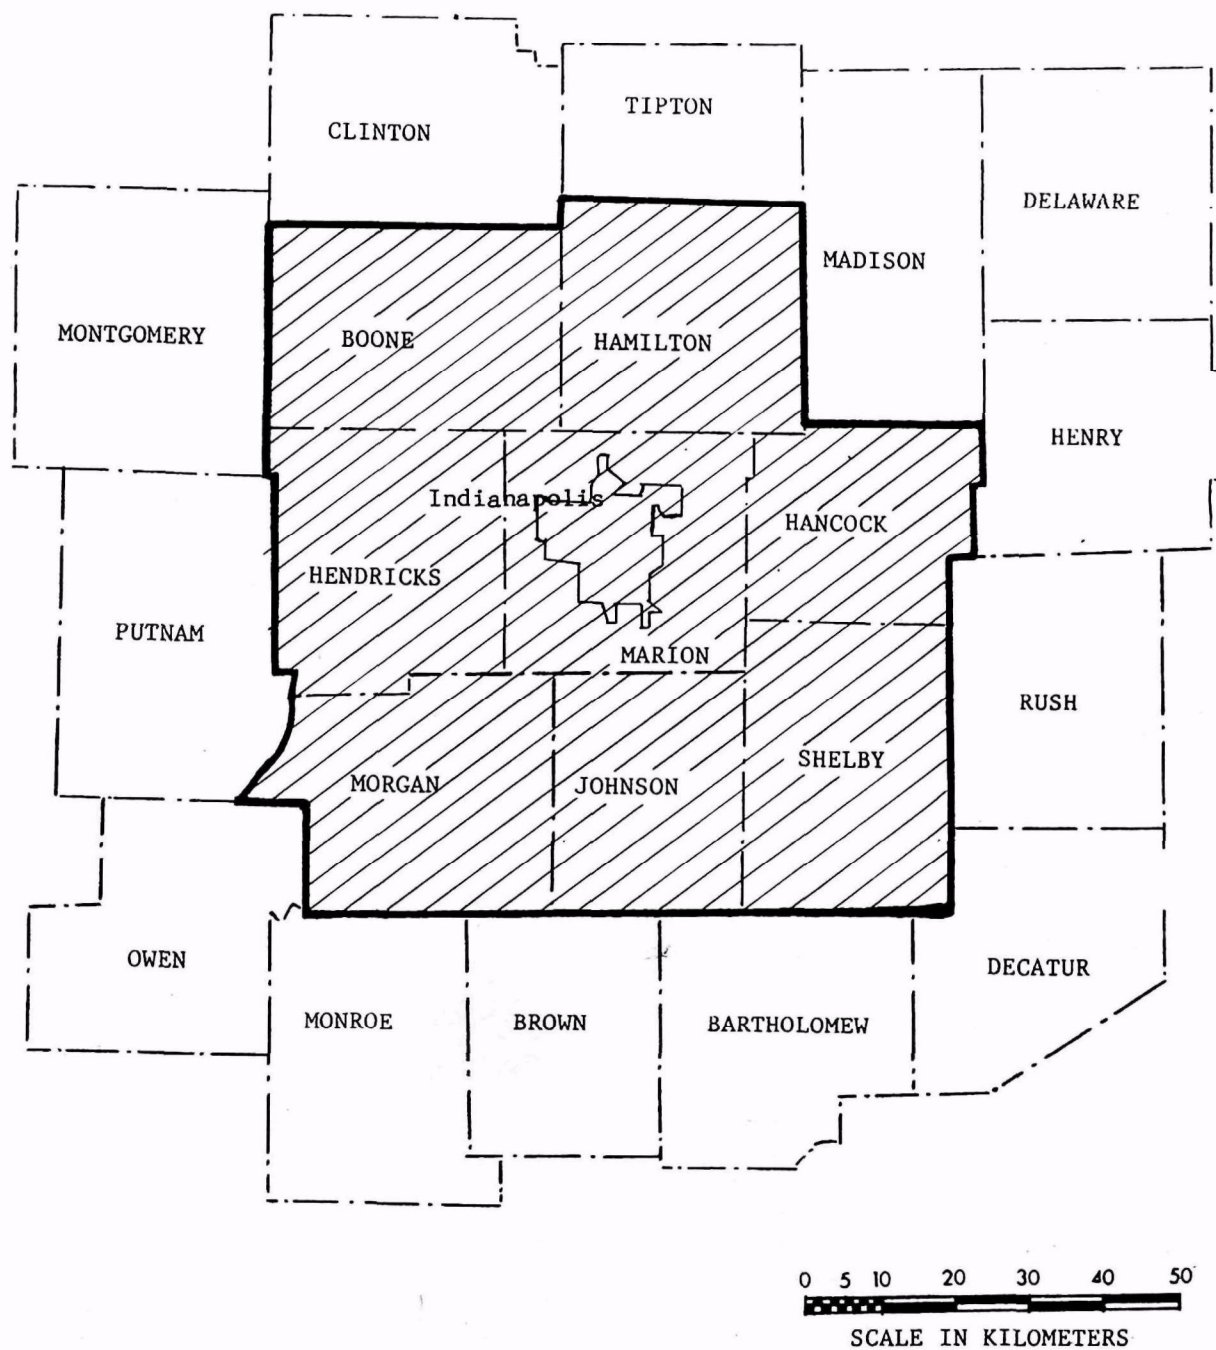 TIPTON
CLINTON
DELAWARE
MADISON
MONTGOMERY
BOONE
HAMILTON
HENRY
Indianapolis
HANCOCK
HENDRICKS
PUTNAM
MARION
RUSH
SHELBY
MORGAN
JOHNSON
OWEN
DECATUR
MONROE
BROWN
BARTHOLOMEW
0 5 10 20 30 40 50
SCALE IN KILOMETERS